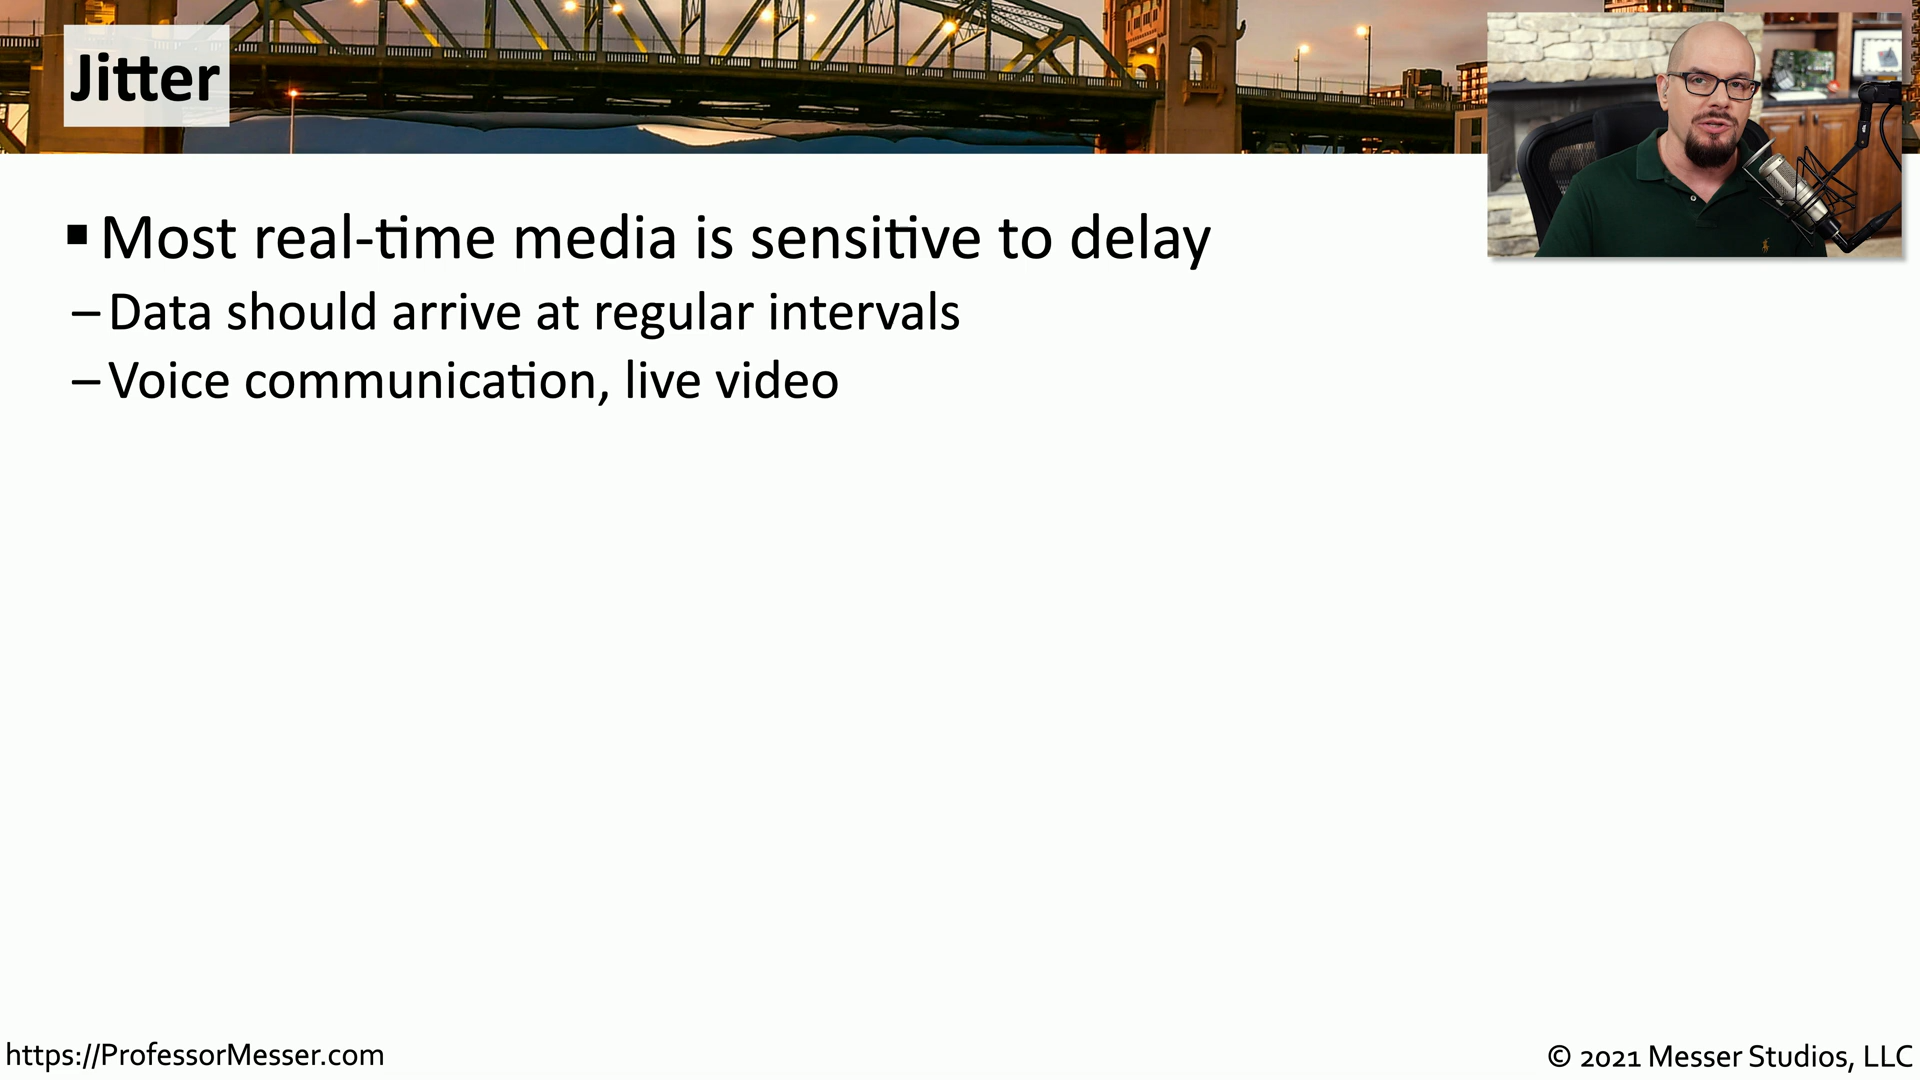 Jitter
▪ Most real-time media is sensitive to delay
– Data should arrive at regular intervals
– Voice communication, live video
https://ProfessorMesser.com
© 2021 Messer Studios, LLC